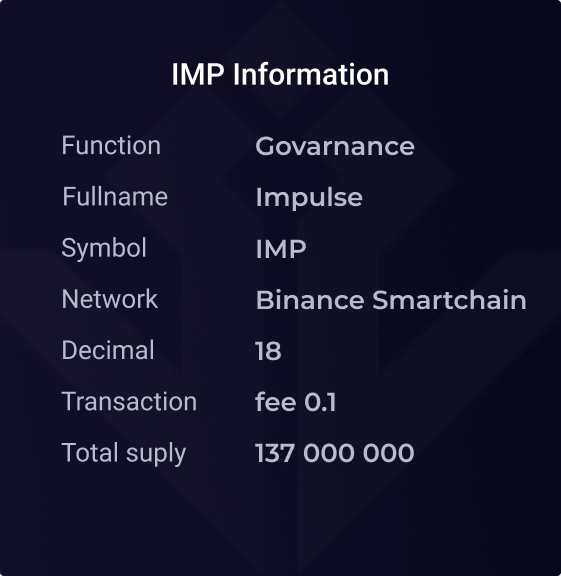 IMP Information
Function Govarnance
Fullname Impulse
Symbol IMP
Network Binance Smartchain
Decimal 18
Transaction fee 0.1
Total suply 137 000 000